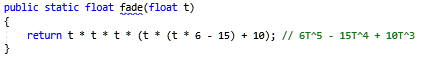 public static float fade(float t)
{
return t * t * t * (t * (t * 6 - 15) + 10); // 6T^5 - 15T^4 + 10T^3
}